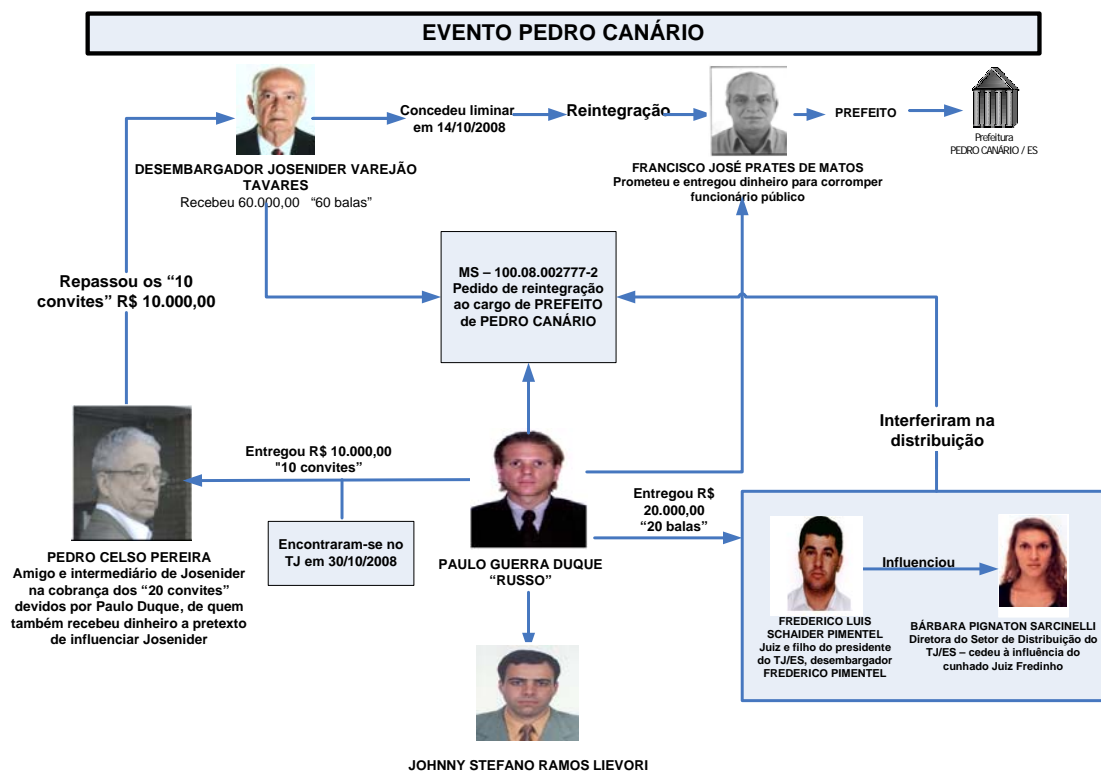 EVENTO PEDRO CANÁRIO
Concedeu liminar
em 14/10/2008
Reintegração
PREFEITO
Prefeitura
PEDRO CANÁRIO / ES
DESEMBARGADOR JOSENIDER VAREJÃO
TAVARES
Recebeu 60.000,00 “60 balas”
FRANCISCO JOSÉ PRATES DE MATOS
Prometeu e entregou dinheiro para corromper
funcionário público
Repassou os “10
convites” R$ 10.000,00
MS – 100.08.002777-2
Pedido de reintegração
ao cargo de PREFEITO
de PEDRO CANÁRIO
Interferiram na
distribuição
Entregou R$ 10.000,00
"10 convites”
Encontraram-se no
TJ em 30/10/2008
Entregou R$
20.000,00
“20 balas”
PEDRO CELSO PEREIRA
Amigo e intermediário de Josenider
na cobrança dos “20 convites”
devidos por Paulo Duque, de quem
também recebeu dinheiro a pretexto
de influenciar Josenider
PAULO GUERRA DUQUE
“RUSSO”
Influenciou
FREDERICO LUIS
SCHAIDER PIMENTEL
Juiz e filho do presidente
do TJ/ES, desembargador
FREDERICO PIMENTEL
BÁRBARA PIGNATON SARCINELLI
Diretora do Setor de Distribuição do
TJ/ES – cedeu à influência do
cunhado Juiz Fredinho
JOHNNY STEFANO RAMOS LIEVORI